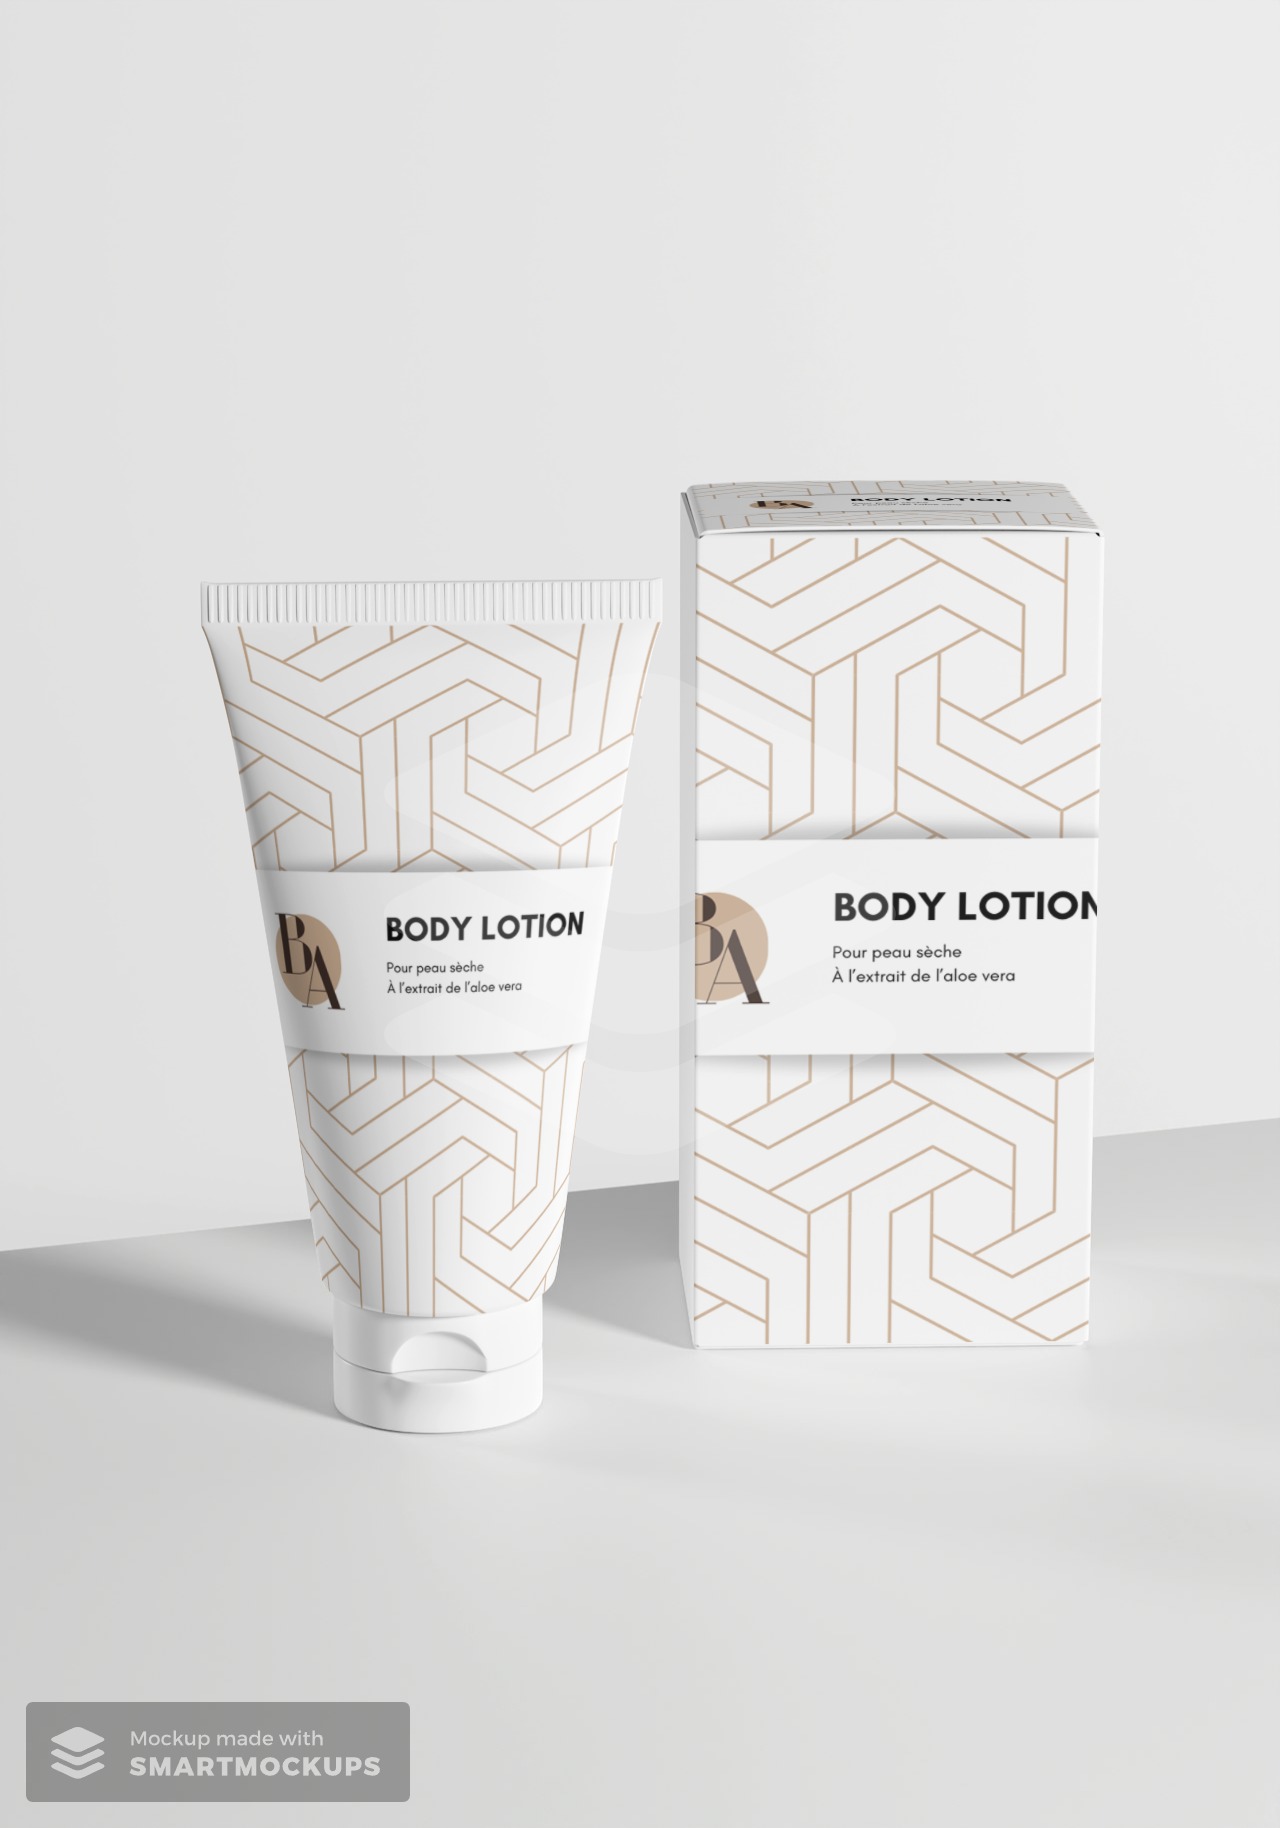 BODY LOTION
BA
BODY LOTION
Pour peau sèche
À l'extrait de l'aloe vera
BA
BODY LOTION
Pour peau sèche
À l'extrait de l'aloe vera
BA
Mockup made with
SMARTMOCKUPS